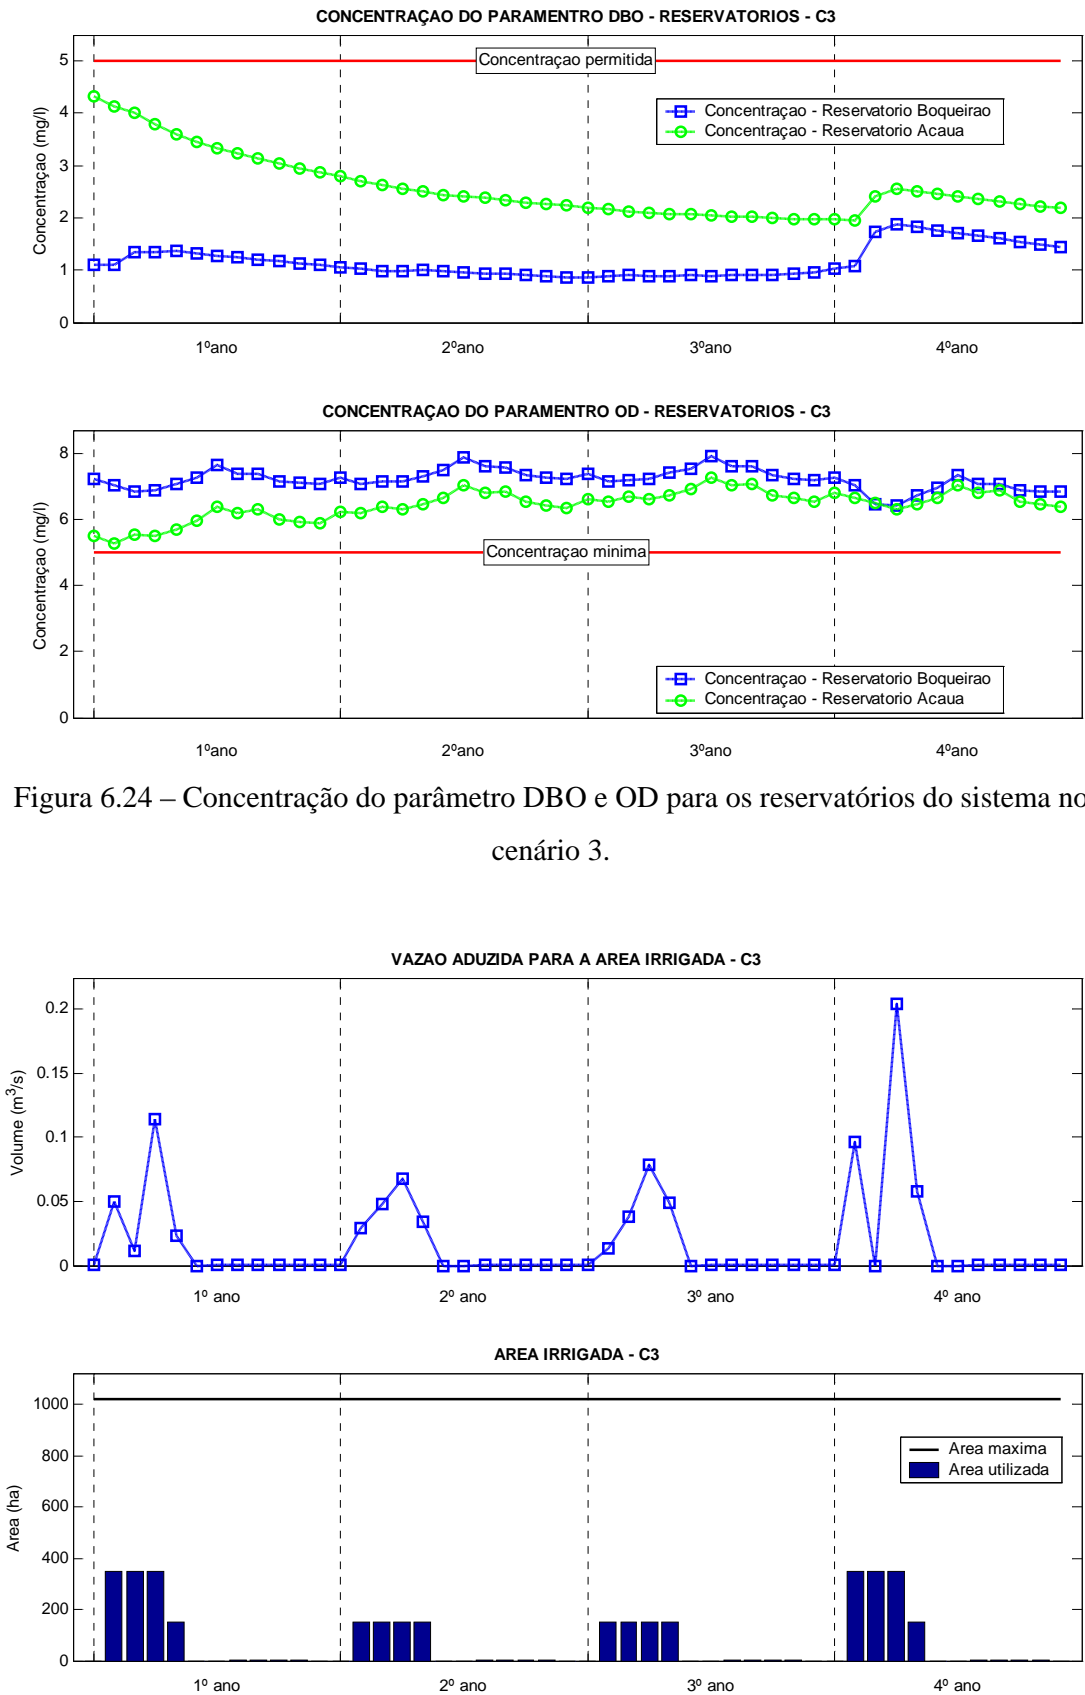 CONCENTRAÇAO DO PARAMENTRO DBO - RESERVATORIOS - C3
Concentraçao (mg/l)
5
4
3
2
1
0
Concentraçao permitida
Concentraçao - Reservatorio Boqueirao
Concentraçao - Reservatorio Acaua
1ºano 2ºano 3ºano 4ºano
CONCENTRAÇAO DO PARAMENTRO OD - RESERVATORIOS - C3
Concentraçao (mg/l)
8
6
4
2
0
Concentraçao minima
Concentraçao - Reservatorio Boqueirao
Concentraçao - Reservatorio Acaua
1ºano 2ºano 3ºano 4ºano
Figura 6.24 – Concentração do parâmetro DBO e OD para os reservatórios do sistema no
cenário 3.
VAZAO ADUZIDA PARA A AREA IRRIGADA - C3
Volume (m³/s)
0.2
0.15
0.1
0.05
0
1º ano 2º ano 3º ano 4º ano
AREA IRRIGADA - C3
Area (ha)
1000
800
600
400
200
0
Area maxima
Area utilizada
1º ano 2º ano 3º ano 4º ano